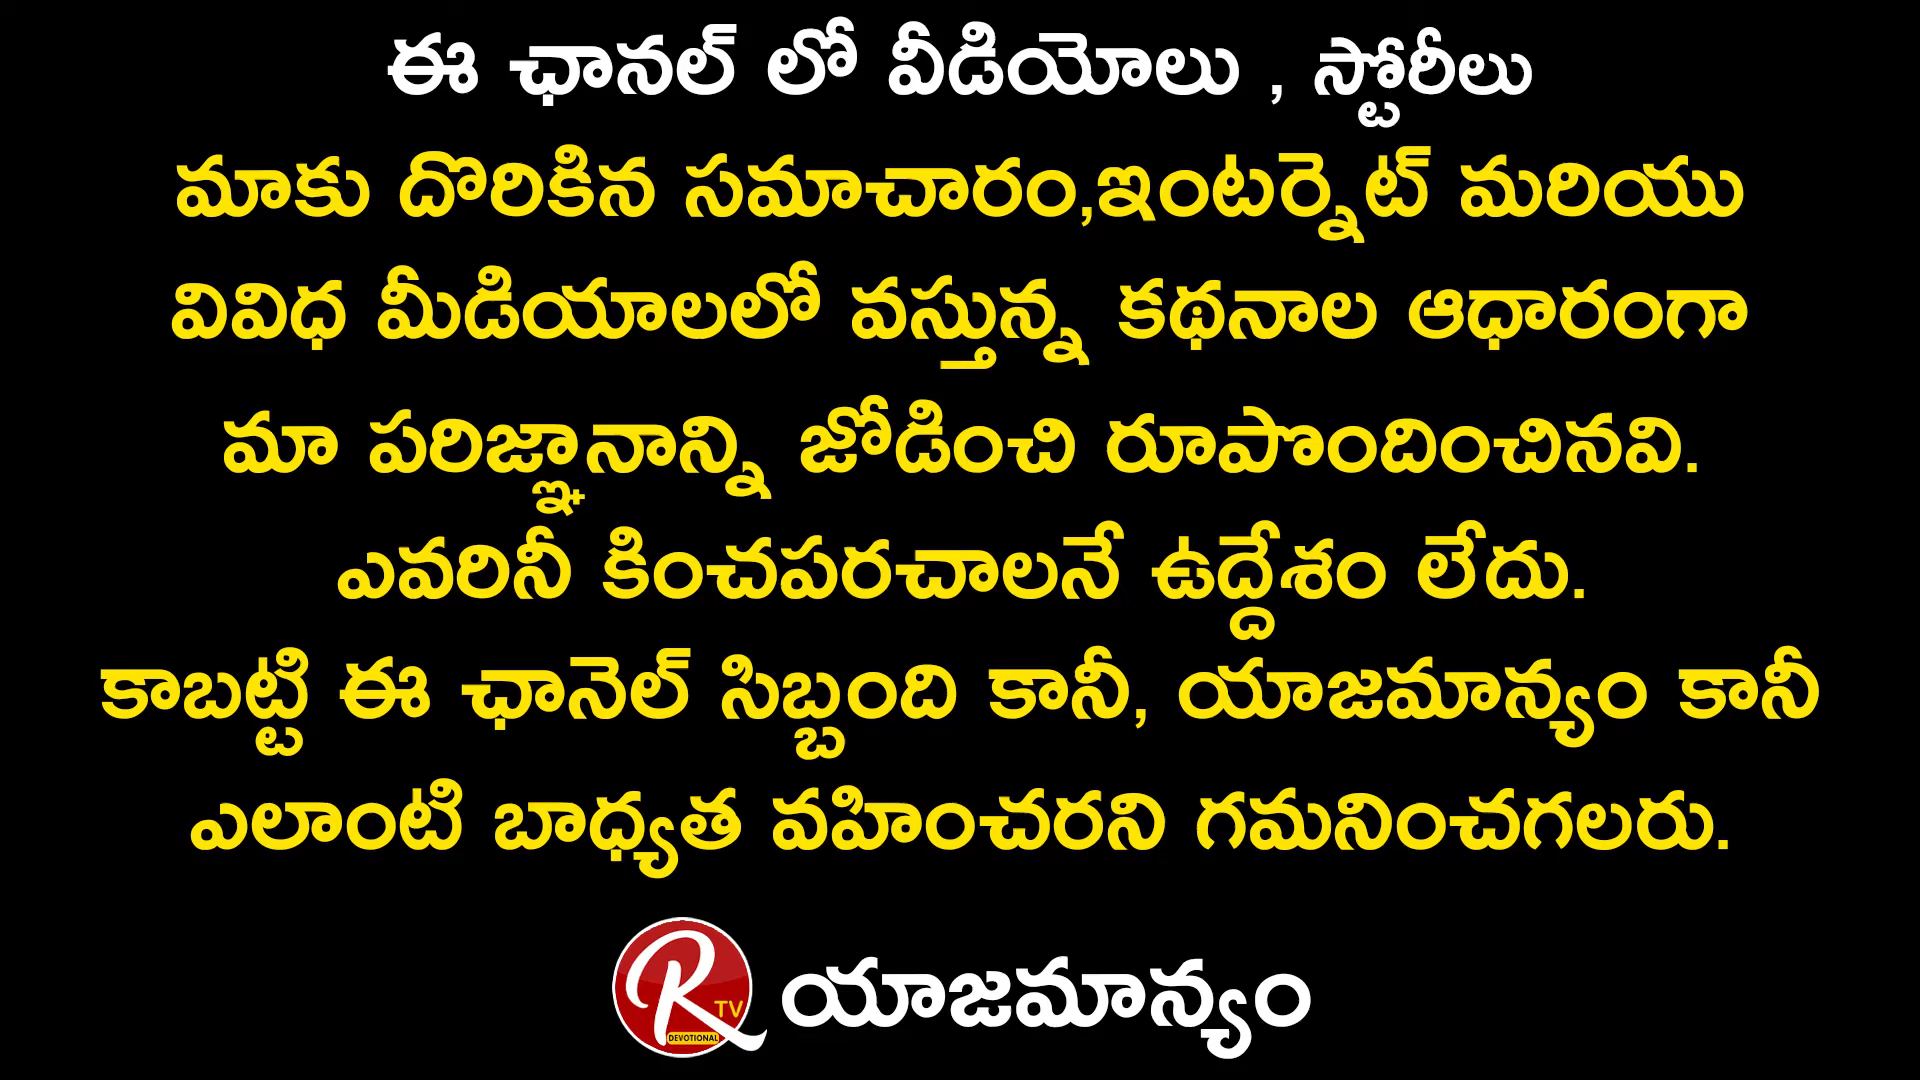 ఈ ఛానల్ లో వీడియోలు , స్టోరీలు
మాకు దొరికిన సమాచారం,ఇంటర్నెట్ మరియు
వివిధ మీడియాలలో వస్తున్న కథనాల ఆధారంగా
మా పరిజ్ఞానాన్ని జోడించి రూపొందించినవి.
ఎవరినీ కించపరచాలనే ఉద్దేశం లేదు.
కాబట్టి ఈ ఛానెల్ సిబ్బంది కానీ, యాజమాన్యం కానీ
ఎలాంటి బాధ్యత వహించరని గమనించగలరు.
R TV DEVOTIONAL యాజమాన్యం